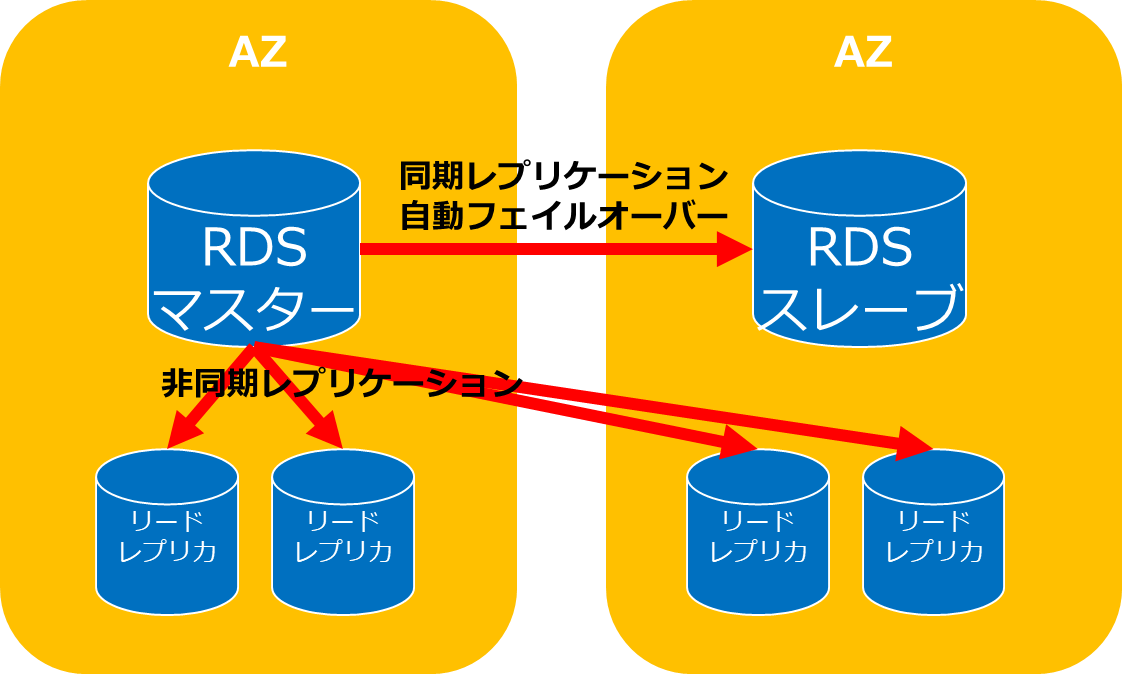 AZ
AZ
同期レプリケーション
自動フェイルオーバー
RDS
マスター
RDS
スレーブ
非同期レプリケーション
リード
レプリカ
リード
レプリカ
リード
レプリカ
リード
レプリカ